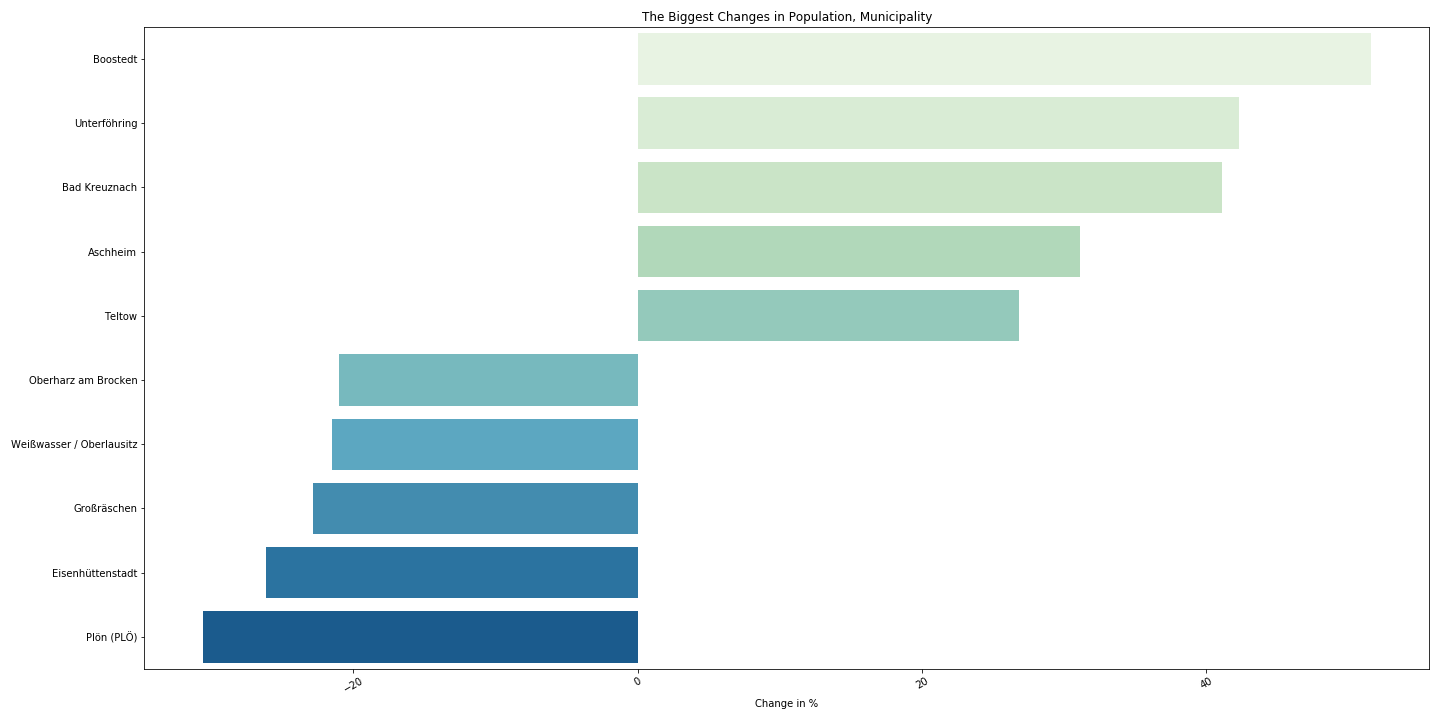 The Biggest Changes in Population, Municipality
Boostedt
Unterföhring
Bad Kreuznach
Aschheim
Teltow
Oberharz am Brocken
Weißwasser / Oberlausitz
Großräschen
Eisenhüttenstadt
Plön (PLÖ)
−20
0
20
40
Change in %